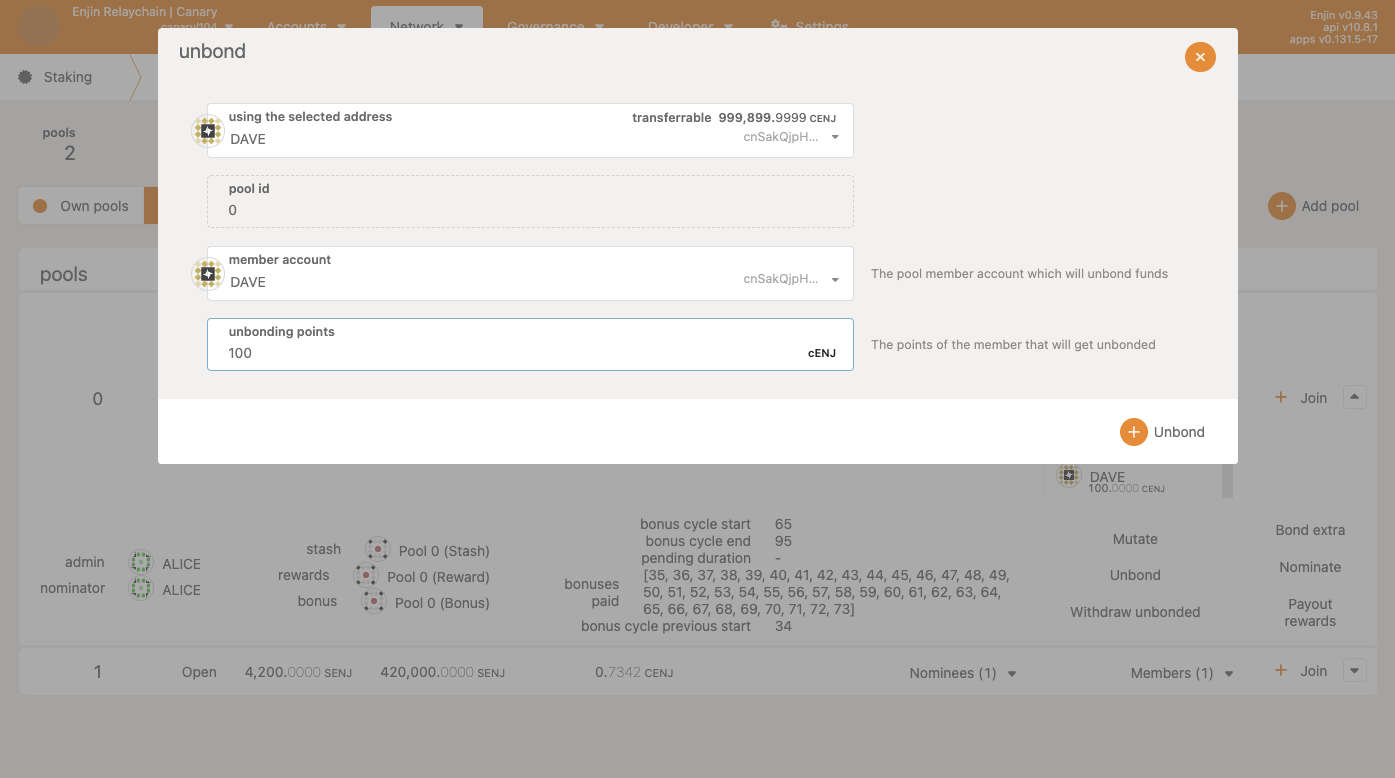 Enjin Relaychain | Canary
canary/104
Accounts
Network
Governance
Developer
Settings
Enjin v0.9.43
api v10.8.1
apps v0.131.5-17
unbond
Staking
using the selected address
transferrable 999,899.9999 CENJ
DAVE
cnSakQjpH...
pools
2
pool id
0
Own pools
Add pool
member account
DAVE
cnSakQjpH...
The pool member account which will unbond funds
pools
unbonding points
100
cENJ
The points of the member that will get unbonded
0
Join
Unbond
DAVE
100.0000 CENJ
admin
ALICE
nominator
ALICE
stash
Pool 0 (Stash)
rewards
Pool 0 (Reward)
bonus
Pool 0 (Bonus)
bonus cycle start 65
bonus cycle end 95
pending duration -
bonuses paid
[35, 36, 37, 38, 39, 40, 41, 42, 43, 44, 45, 46, 47, 48, 49,
50, 51, 52, 53, 54, 55, 56, 57, 58, 59, 60, 61, 62, 63, 64,
65, 66, 67, 68, 69, 70, 71, 72, 73]
bonus cycle previous start 34
Mutate
Unbond
Withdraw unbonded
Bond extra
Nominate
Payout
rewards
1
Open
4,200.0000 SENJ
420,000.0000 SENJ
0.7342 CENJ
Nominees (1)
Members (1)
Join